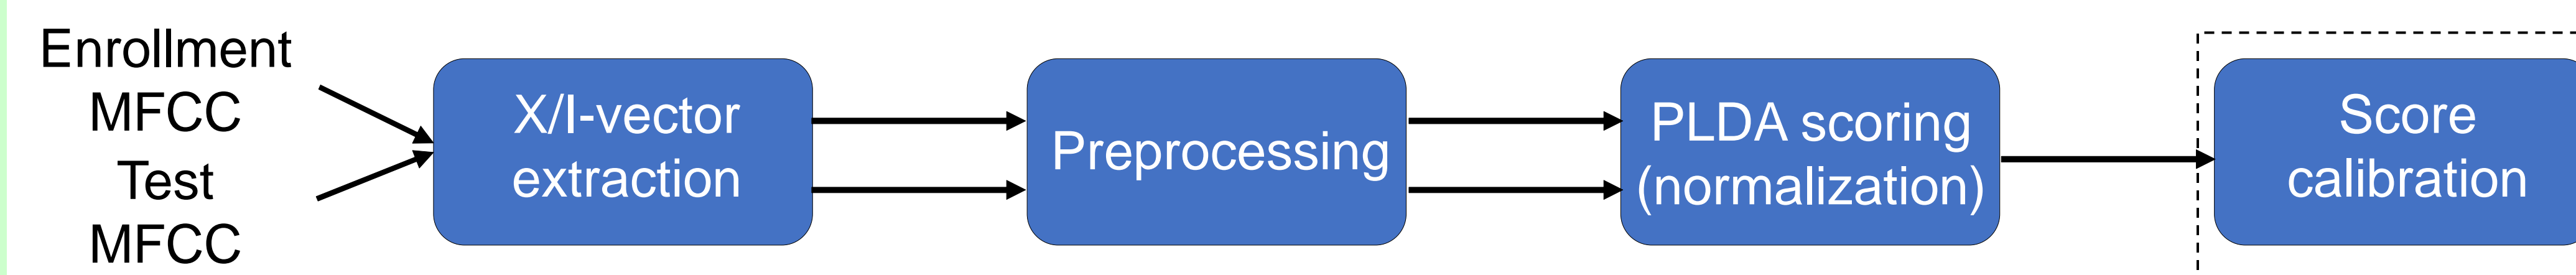 Enrollment
MFCC
Test
MFCC
X/I-vector
extraction
Preprocessing
PLDA scoring
(normalization)
Score
calibration